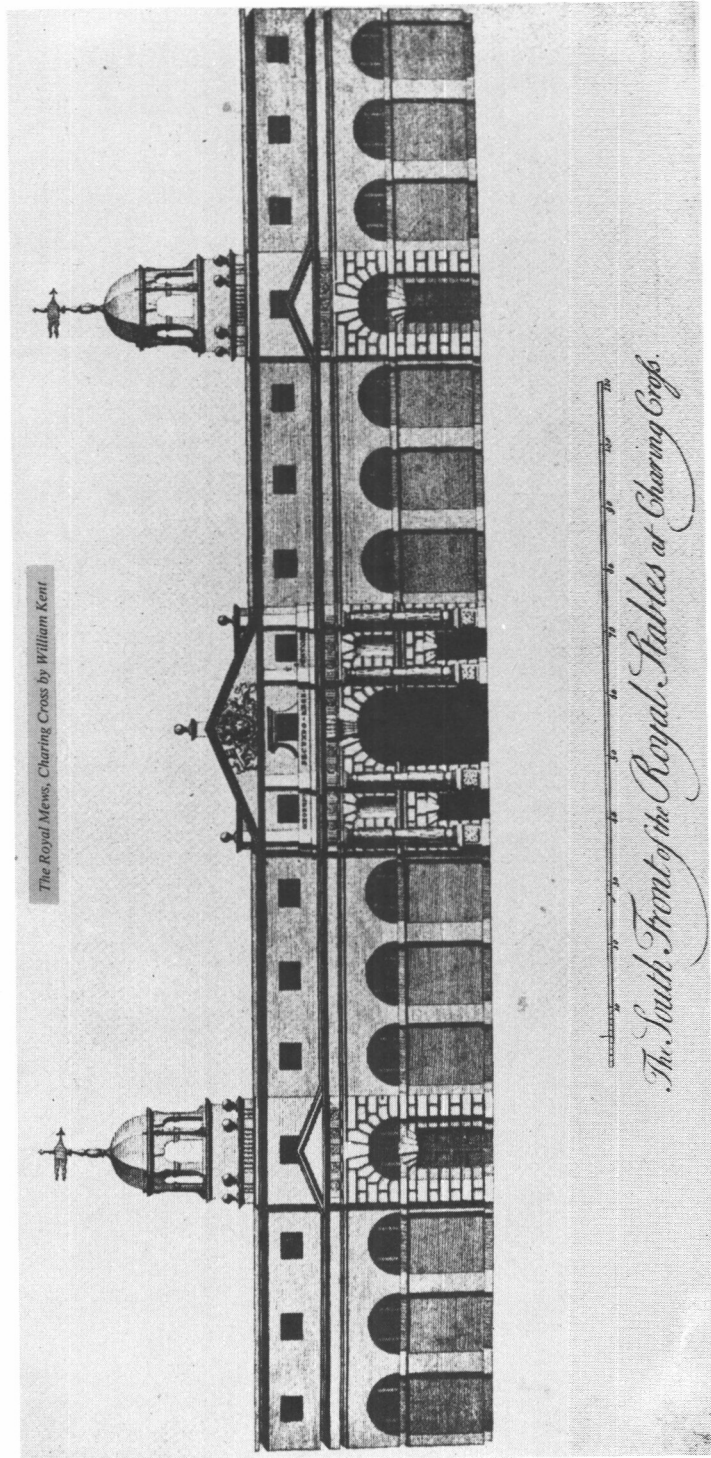 The Royal Mews, Charing Cross by William Kent
The South Front of the Royal Stables at Charing Croſs.